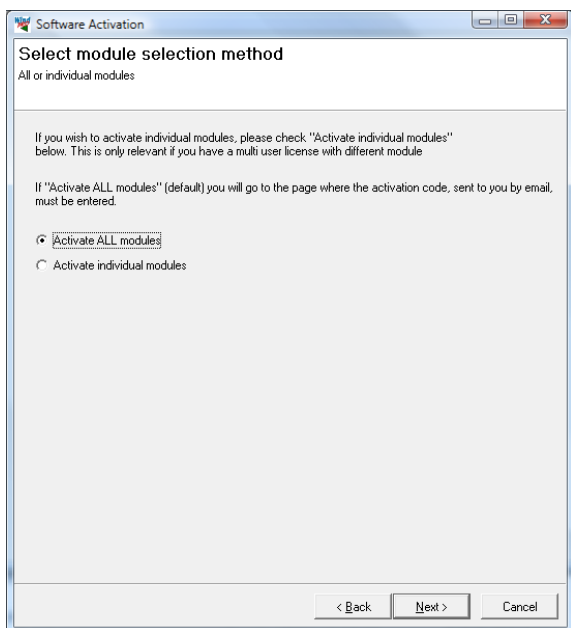 Wind
Software Activation
Select module selection method
All or individual modules
If you wish to activate individual modules, please check "Activate individual modules"
below. This is only relevant if you have a multi user license with different module
If "Activate ALL modules" (default) you will go to the page where the activation code, sent to you by email,
must be entered.
Activate ALL modules
Activate individual modules
< Back
Next >
Cancel